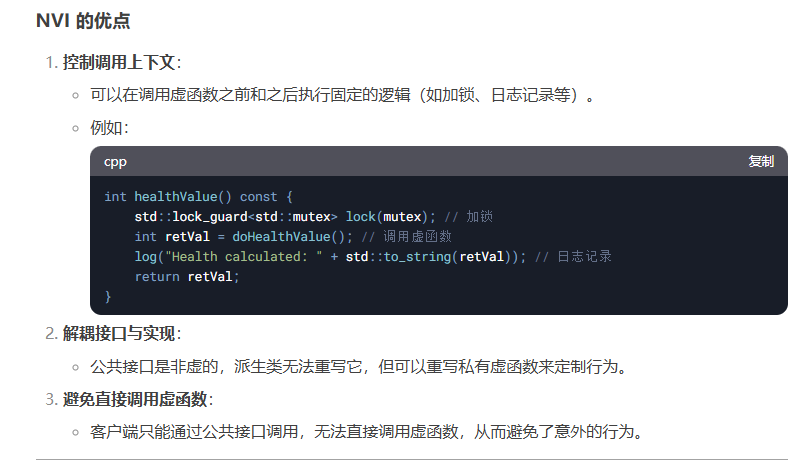 NVI 的优点
1. 控制调用上下文：
可以在调用虚函数之前和之后执行固定的逻辑（如加锁、日志记录等）。
例如：
cpp 复制
int healthValue() const {
    std::lock_guard<std::mutex> lock(mutex); // 加锁
    int retVal = doHealthValue(); // 调用虚函数
    log("Health calculated: " + std::to_string(retVal)); // 日志记录
    return retVal;
}
2. 解耦接口与实现：
公共接口是非虚的，派生类无法重写它，但可以重写私有虚函数来定制行为。
3. 避免直接调用虚函数：
客户端只能通过公共接口调用，无法直接调用虚函数，从而避免了意外的行为。